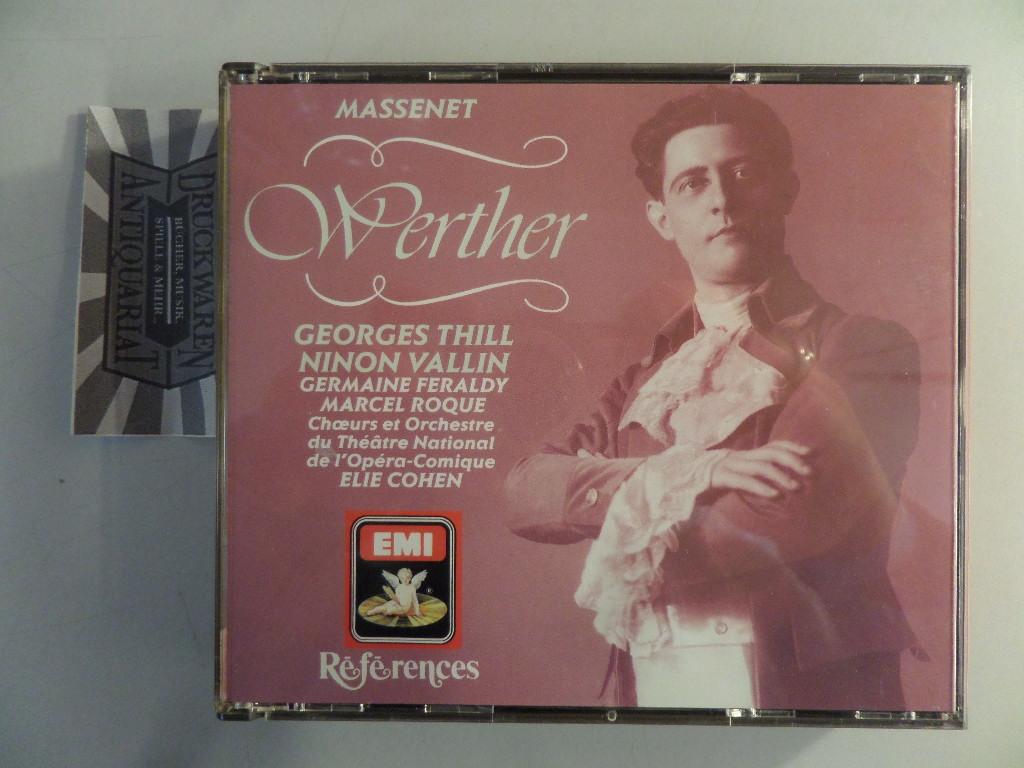 MASSENET
Werther
GEORGES THILL
NINON VALLIN
GERMAINE FERALDY
MARCEL ROQUE
Chœurs et Orchestre
du Théâtre National
de l'Opéra-Comique
ELIE COHEN
EMI
Références
DRUCKWAREN
BÜCHER, MUSIK,
SPIELE & MEHR
ANTIQUARIAT